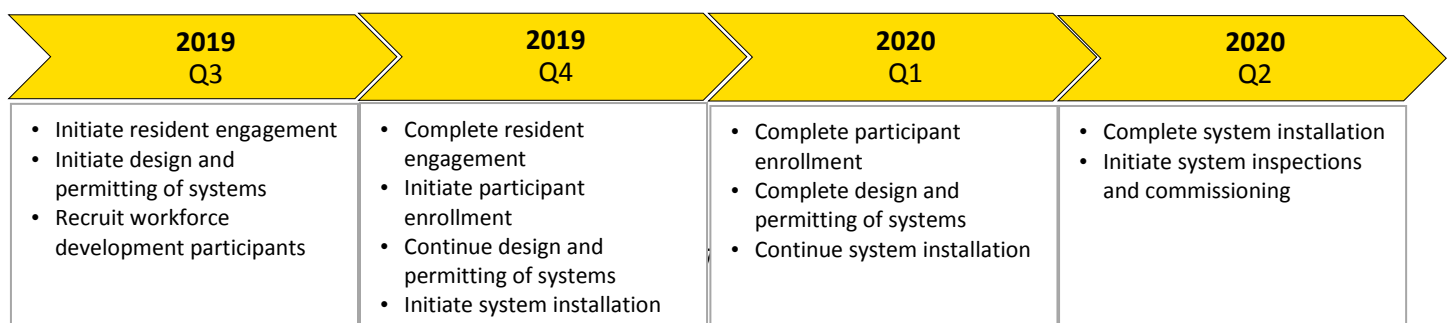 2019
Q3
2019
Q4
2020
Q1
2020
Q2
• Initiate resident engagement
• Initiate design and
permitting of systems
• Recruit workforce
development participants
• Complete resident
engagement
• Initiate participant
enrollment
• Continue design and
permitting of systems
• Initiate system installation
• Complete participant
enrollment
• Complete design and
permitting of systems
• Continue system installation
• Complete system installation
• Initiate system inspections
and commissioning